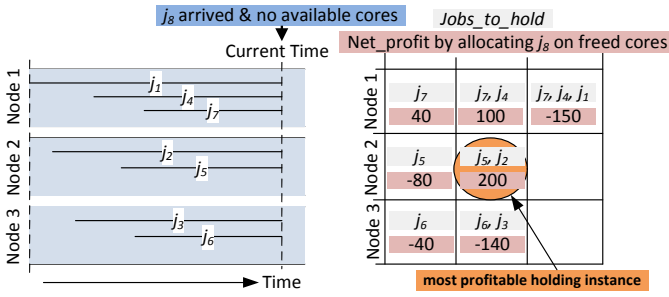 j8 arrived & no available cores
Current Time
Node 1
j1
j4
j7
Node 2
j2
j5
Node 3
j3
j6
Time
Jobs_to_hold
Net_profit by allocating j8 on freed cores
Node 1
j7
j7, j4
j7, j4, j1
40
100
-150
Node 2
j5
j5, j2
-80
200
Node 3
j6
j6, j3
-40
-140
most profitable holding instance